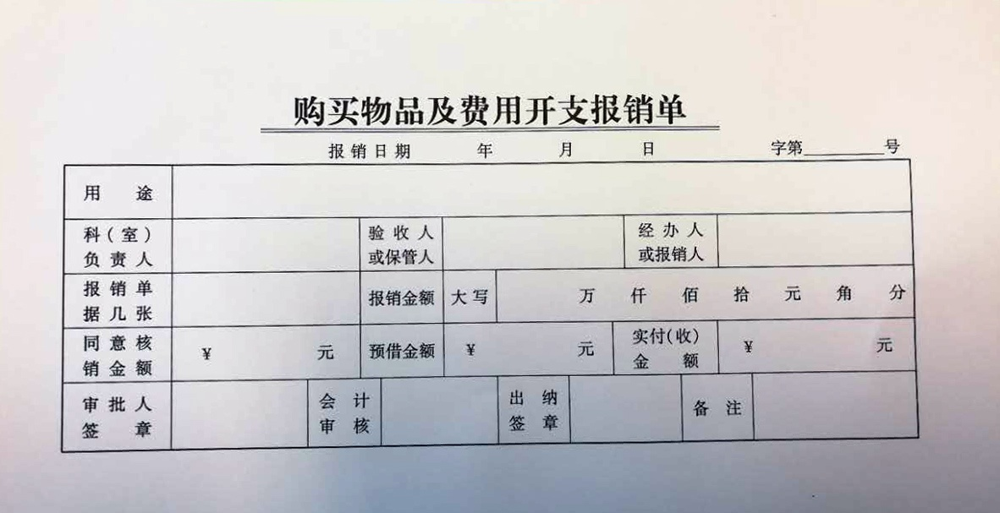 购买物品及费用开支报销单
报销日期 年 月 日 字第________号
用途
科(室)
负责人
验收人
或保管人
经办人
或报销人
报销单
据几张
报销金额 大写 万 仟 佰 拾 元 角 分
同意核
销金额
¥ 元 预借金额 ¥ 元
实付(收)
金额
¥ 元
审批人
签章
会计
审核
出纳
签章
备注